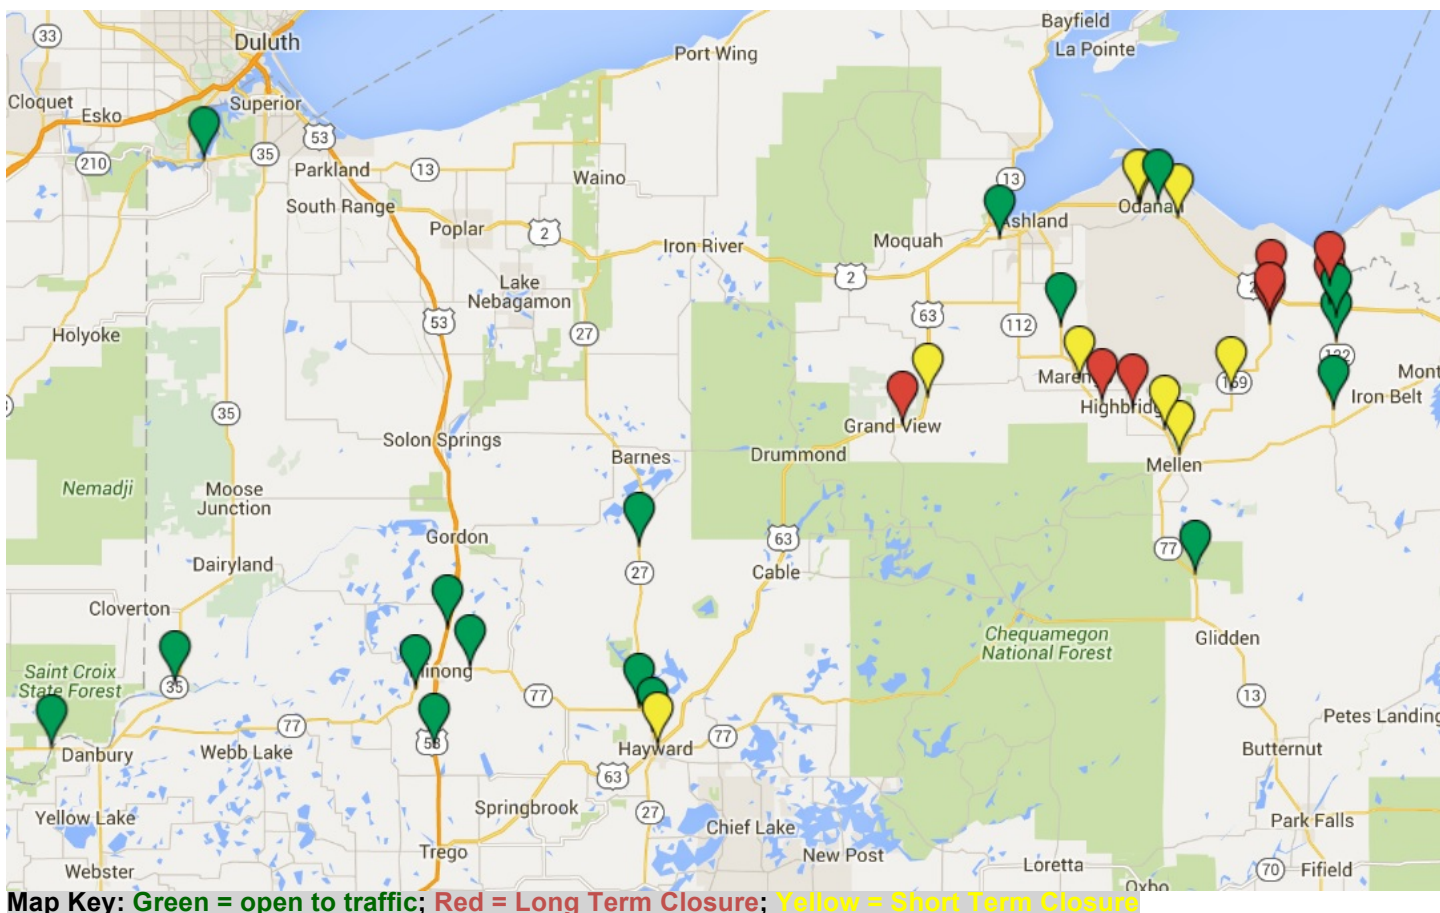 33
Duluth
Bayfield
La Pointe
Port Wing
Cloquet
Esko
Superior
53
210
35
Parkland
13
Waino
13
South Range
Odanah
Poplar
2
Ashland
Iron River
Moquah
2
2
Lake
Nebagamon
53
27
63
112
Holyoke
122
169
Mont
Marengo
Iron Belt
Highbridge
35
Grand View
Solon Springs
Barnes
Drummond
Mellen
Nemadji
Moose
Junction
Gordon
63
77
Dairyland
27
Cable
Cloverton
Chequamegon
National Forest
Glidden
Saint Croix
State Forest
35
Minong
77
13
Petes Landing
77
53
Danbury
Webb Lake
Hayward
77
Butternut
63
Springbrook
27
Yellow Lake
Chief Lake
Park Falls
Trego
New Post
Loretta
Webster
70
Fifield
Oxbo
Map Key: Green = open to traffic; Red = Long Term Closure; Yellow = Short Term Closure